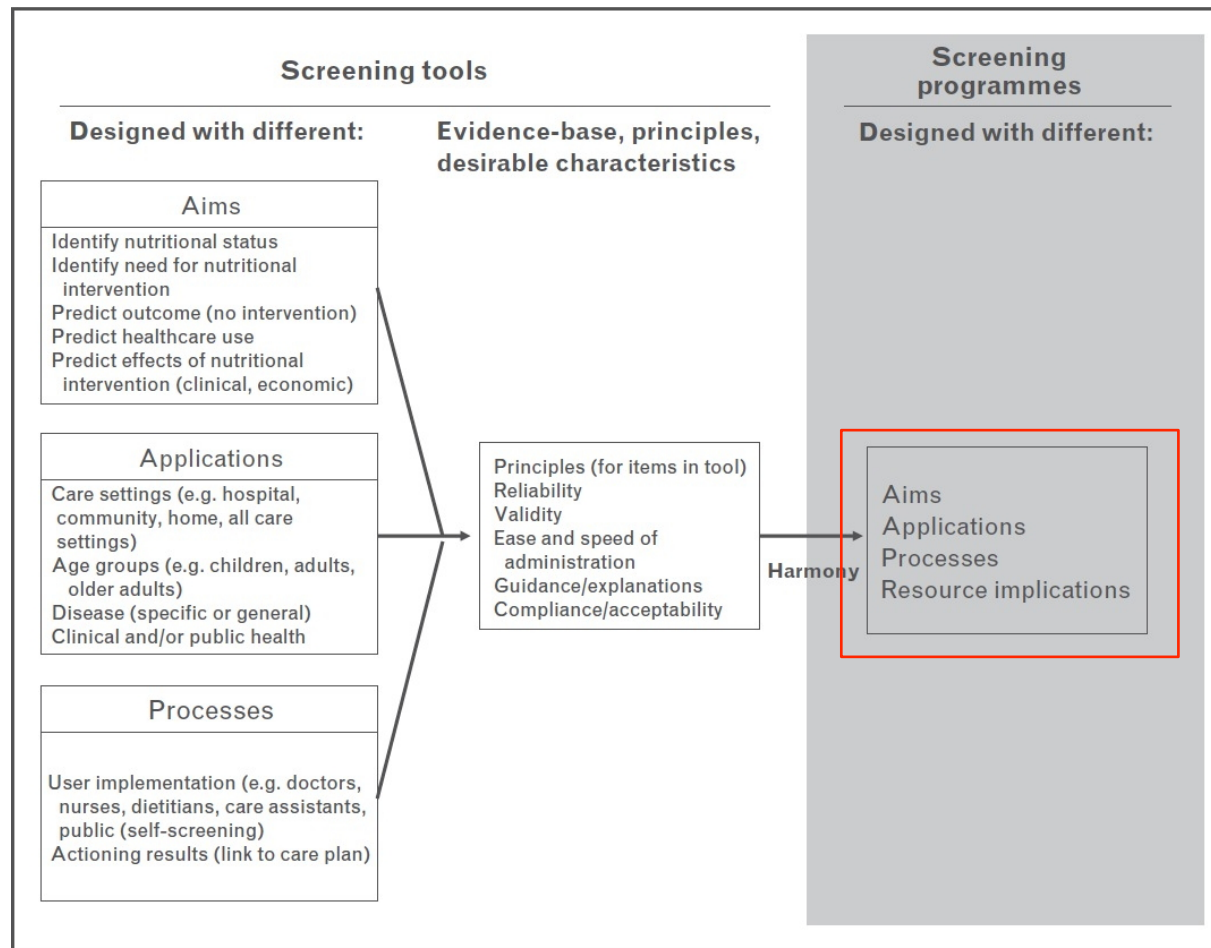 Screening tools
Designed with different:
Evidence-base, principles,
desirable characteristics
Aims
Identify nutritional status
Identify need for nutritional
intervention
Predict outcome (no intervention)
Predict healthcare use
Predict effects of nutritional
intervention (clinical, economic)
Applications
Care settings (e.g. hospital,
community, home, all care
settings)
Age groups (e.g. children, adults,
older adults)
Disease (specific or general)
Clinical and/or public health
Processes
User implementation (e.g. doctors,
nurses, dietitians, care assistants,
public (self-screening)
Actioning results (link to care plan)
Principles (for items in tool)
Reliability
Validity
Ease and speed of
administration
Guidance/explanations
Compliance/acceptability
Harmony
Screening
programmes
Designed with different:
Aims
Applications
Processes
Resource implications